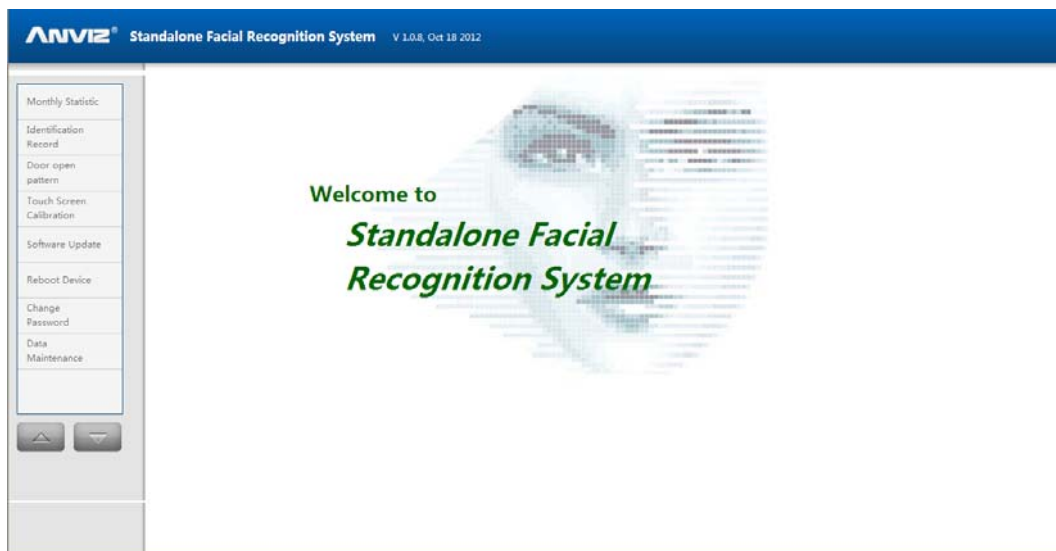 ANVIZ® Standalone Facial Recognition System V 1.0.8, Oct 18 2012
Monthly Statistic
Identification
Record
Door open
pattern
Touch Screen
Calibration
Software Update
Reboot Device
Change
Password
Data
Maintenance
Welcome to
Standalone Facial
Recognition System